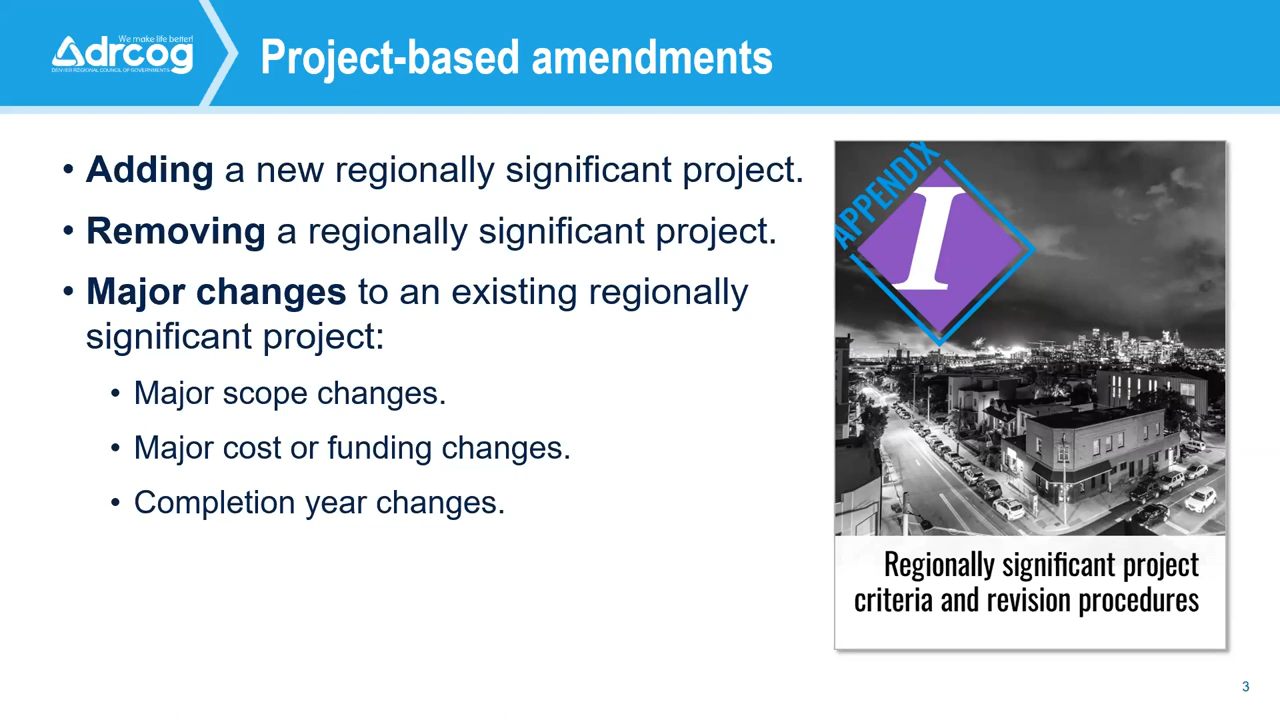 We make life better!
drcog
DENVER REGIONAL COUNCIL OF GOVERNMENTS
Project-based amendments
• Adding a new regionally significant project.
• Removing a regionally significant project.
• Major changes to an existing regionally
significant project:
• Major scope changes.
• Major cost or funding changes.
• Completion year changes.
APPENDIX
I
Regionally significant project
criteria and revision procedures
3